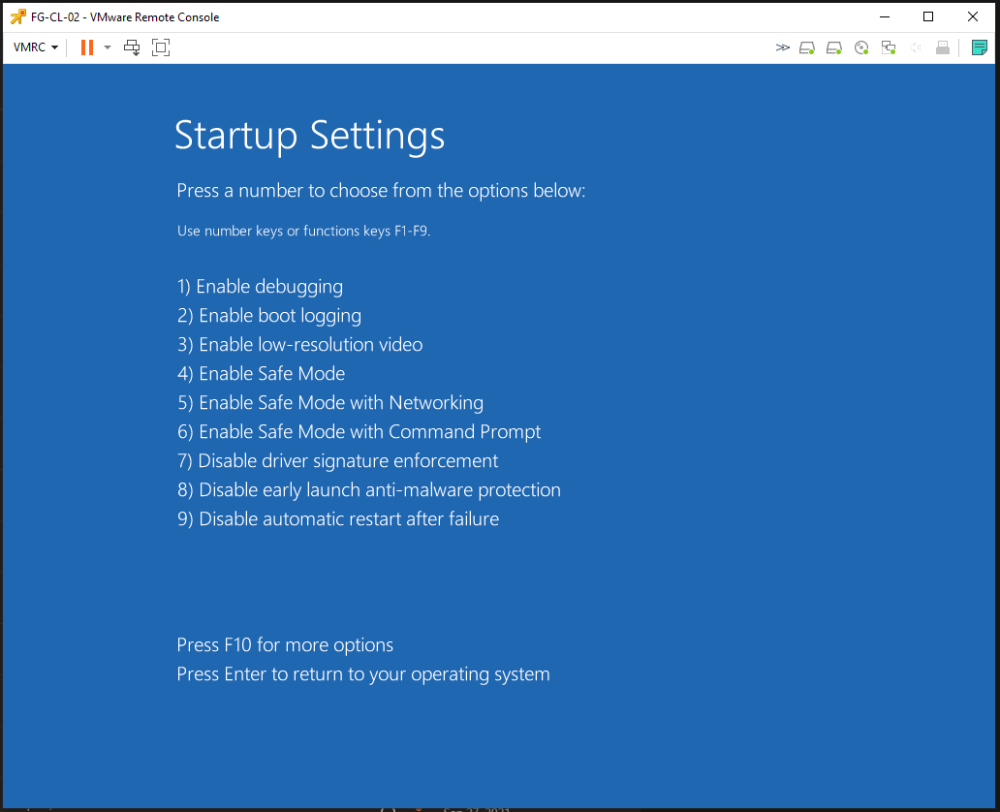 FG-CL-02 - VMware Remote Console
VMRC
Startup Settings
Press a number to choose from the options below:
Use number keys or functions keys F1-F9.
1) Enable debugging
2) Enable boot logging
3) Enable low-resolution video
4) Enable Safe Mode
5) Enable Safe Mode with Networking
6) Enable Safe Mode with Command Prompt
7) Disable driver signature enforcement
8) Disable early launch anti-malware protection
9) Disable automatic restart after failure
Press F10 for more options
Press Enter to return to your operating system